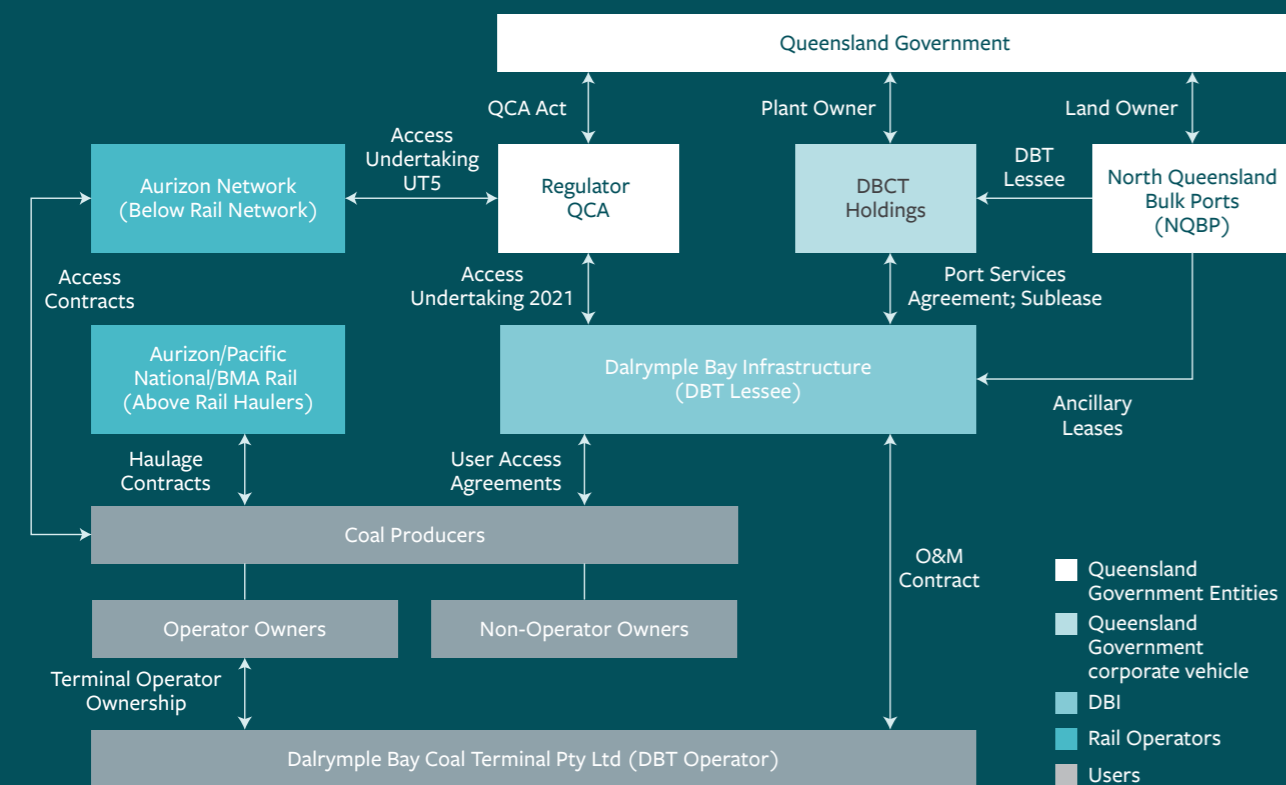 Queensland Government
QCA Act
Plant Owner
Land Owner
Access
Undertaking
UT5
DBT
Lessee
Aurizon Network
(Below Rail Network)
Regulator
QCA
DBCT
Holdings
North Queensland
Bulk Ports
(NQBP)
Access
Contracts
Access
Undertaking 2021
Port Services
Agreement; Sublease
Aurizon/Pacific
National/BMA Rail
(Above Rail Haulers)
Dalrymple Bay Infrastructure
(DBT Lessee)
Ancillary
Leases
Haulage
Contracts
User Access
Agreements
Coal Producers
O&M
Contract
Operator Owners
Non-Operator Owners
Terminal Operator
Ownership
Dalrymple Bay Coal Terminal Pty Ltd (DBT Operator)
Queensland
Government Entities
Queensland
Government
corporate vehicle
DBI
Rail Operators
Users